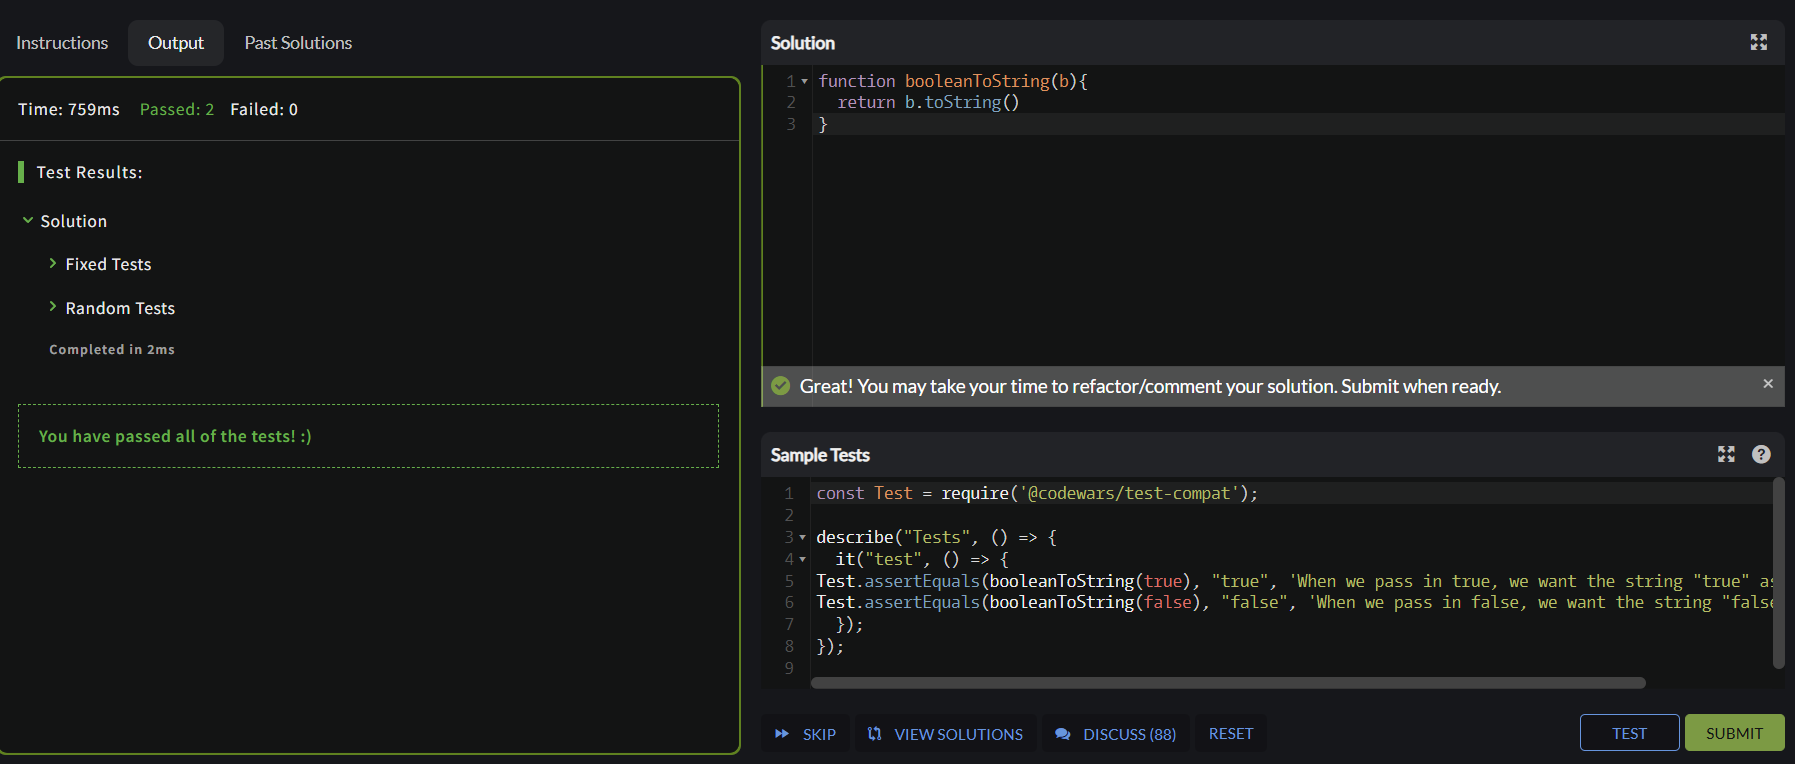 Instructions
Output
Past Solutions
Time: 759ms Passed: 2 Failed: 0
Test Results:
Solution
Fixed Tests
Random Tests
Completed in 2ms
You have passed all of the tests! :)
Solution
1 function booleanToString(b){
2   return b.toString()
3 }
Great! You may take your time to refactor/comment your solution. Submit when ready.
Sample Tests
1 const Test = require('@codewars/test-compat');
2
3 describe("Tests", () => {
4   it("test", () => {
5 Test.assertEquals(booleanToString(true), "true", 'When we pass in true, we want the string "true" as
6 Test.assertEquals(booleanToString(false), "false", 'When we pass in false, we want the string "false
7   });
8 });
9
SKIP
VIEW SOLUTIONS
DISCUSS (88)
RESET
TEST
SUBMIT